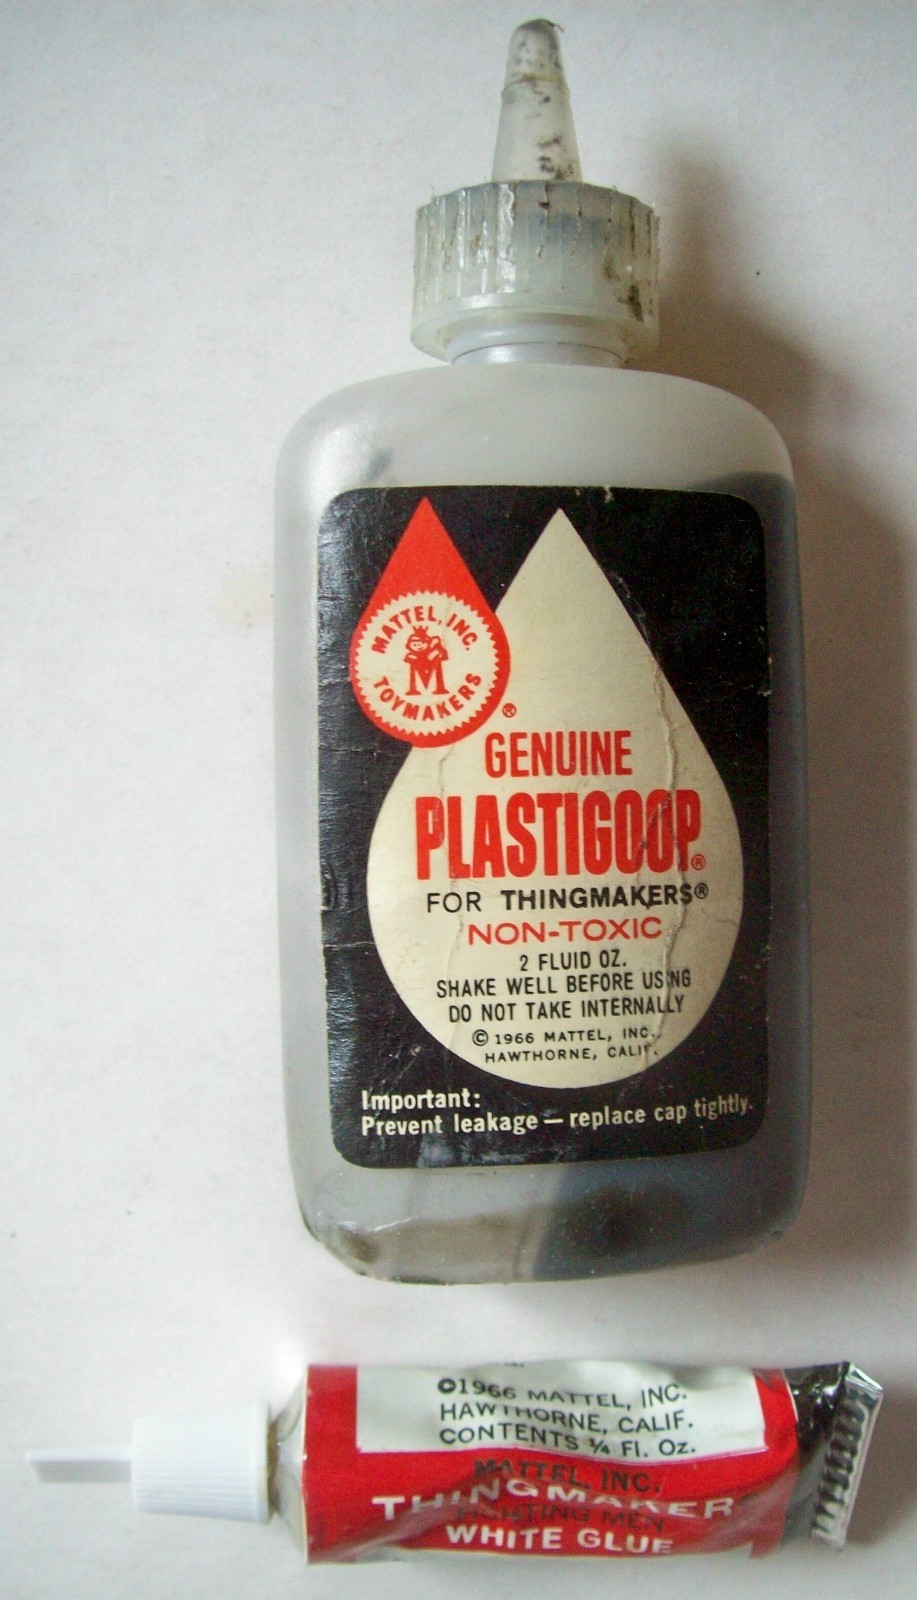 MATTEL, INC.
M
TOYMAKERS
®
GENUINE
PLASTIGOOP®
FOR THINGMAKERS®
NON-TOXIC
2 FLUID OZ.
SHAKE WELL BEFORE USING
DO NOT TAKE INTERNALLY
© 1966 MATTEL, INC.
HAWTHORNE, CALIF.
Important:
Prevent leakage — replace cap tightly.
©1966 MATTEL, INC.
HAWTHORNE, CALIF.
CONTENTS ¼ Fl. Oz.
MATTEL, INC.
THINGMAKER
FIGHTING MEN
WHITE GLUE